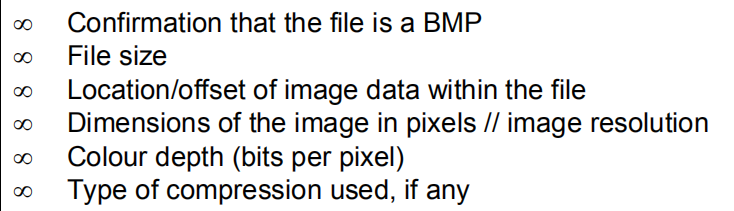 ∞ Confirmation that the file is a BMP
∞ File size
∞ Location/offset of image data within the file
∞ Dimensions of the image in pixels // image resolution
∞ Colour depth (bits per pixel)
∞ Type of compression used, if any